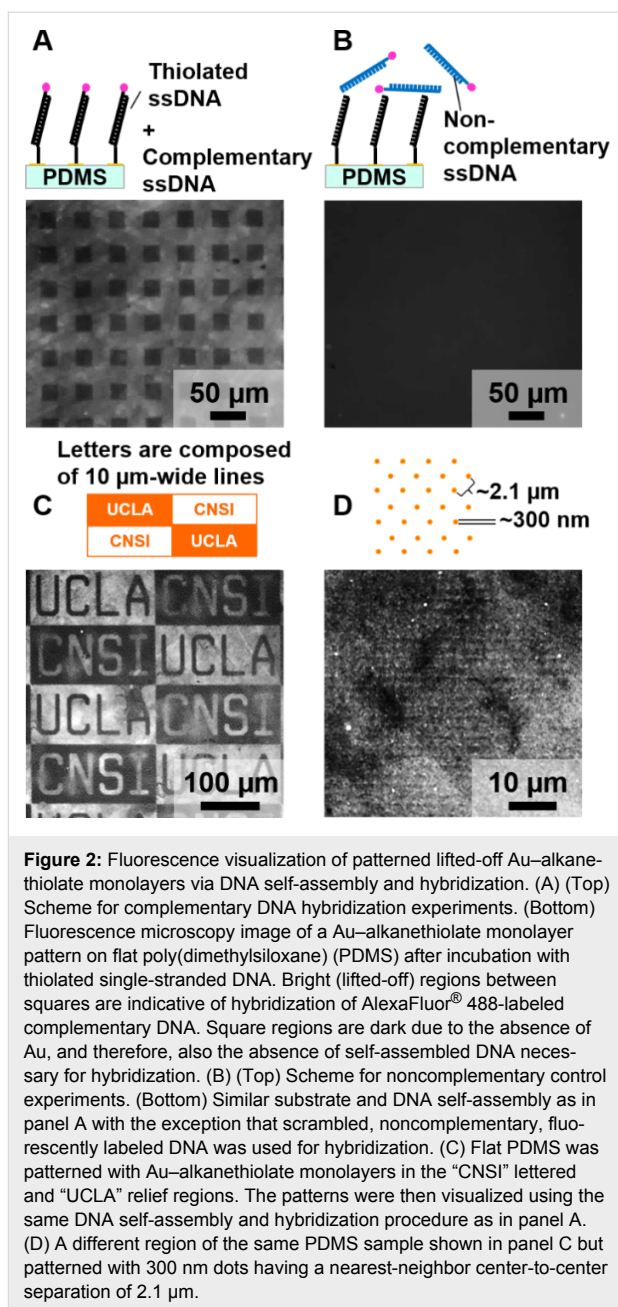 A
Thiolated
ssDNA
+
Complementary
ssDNA
PDMS
50 µm
B
Non-
complementary
ssDNA
PDMS
50 µm
Letters are composed
of 10 µm-wide lines
C
UCLA CNSI
CNSI UCLA
UCLA CNSI
CNSI UCLA
UCLA CNSI
CNSI UCLA
100 µm
D
~2.1 µm
~300 nm
10 µm
Figure 2: Fluorescence visualization of patterned lifted-off Au–alkane-
thiolate monolayers via DNA self-assembly and hybridization. (A) (Top)
Scheme for complementary DNA hybridization experiments. (Bottom)
Fluorescence microscopy image of a Au–alkanethiolate monolayer
pattern on flat poly(dimethylsiloxane) (PDMS) after incubation with
thiolated single-stranded DNA. Bright (lifted-off) regions between
squares are indicative of hybridization of AlexaFluor® 488-labeled
complementary DNA. Square regions are dark due to the absence of
Au, and therefore, also the absence of self-assembled DNA neces-
sary for hybridization. (B) (Top) Scheme for noncomplementary control
experiments. (Bottom) Similar substrate and DNA self-assembly as in
panel A with the exception that scrambled, noncomplementary, fluo-
rescently labeled DNA was used for hybridization. (C) Flat PDMS was
patterned with Au–alkanethiolate monolayers in the “CNSI” lettered
and “UCLA” relief regions. The patterns were then visualized using the
same DNA self-assembly and hybridization procedure as in panel A.
(D) A different region of the same PDMS sample shown in panel C but
patterned with 300 nm dots having a nearest-neighbor center-to-center
separation of 2.1 µm.